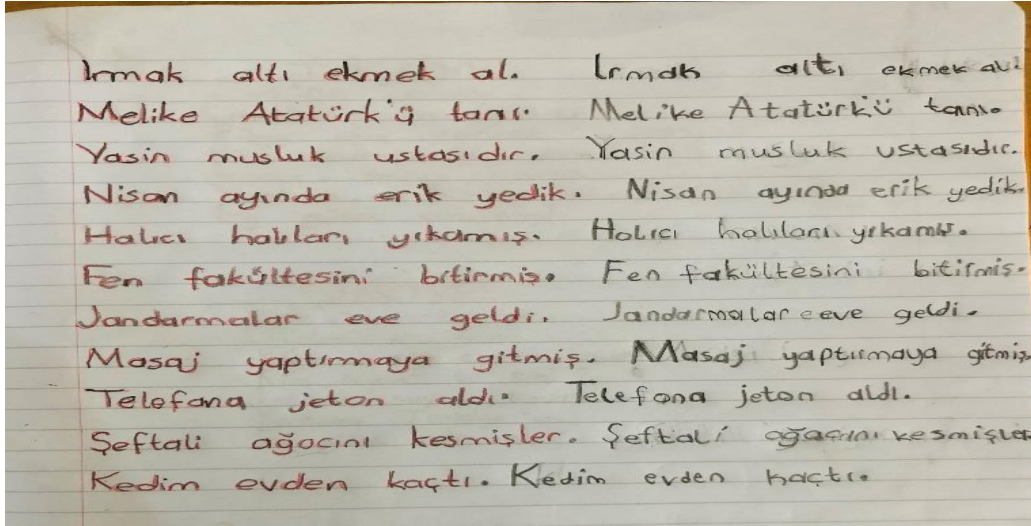 Irmak altı ekmek al. Irmak altı ekmek al.
Melike Atatürk'ü tanı. Melike Atatürkü tanı.
Yasin musluk ustasıdır. Yasin musluk ustasıdır.
Nisan ayında erik yedik. Nisan ayında erik yedik.
Halıcı halıları yıkamış. Halıcı halıları yıkamış.
Fen fakültesini bitirmiş. Fen fakültesini bitirmiş.
Jandarmalar eve geldi. Jandarmalar eeve geldi.
Masaj yaptırmaya gitmiş. Masaj yaptırmaya gitmiş.
Telefona jeton aldı. Telefona jeton aldı.
Şeftali ağacını kesmişler. Şeftali ağacını kesmişler
Kedim evden kaçtı. Kedim evden kaçtı.